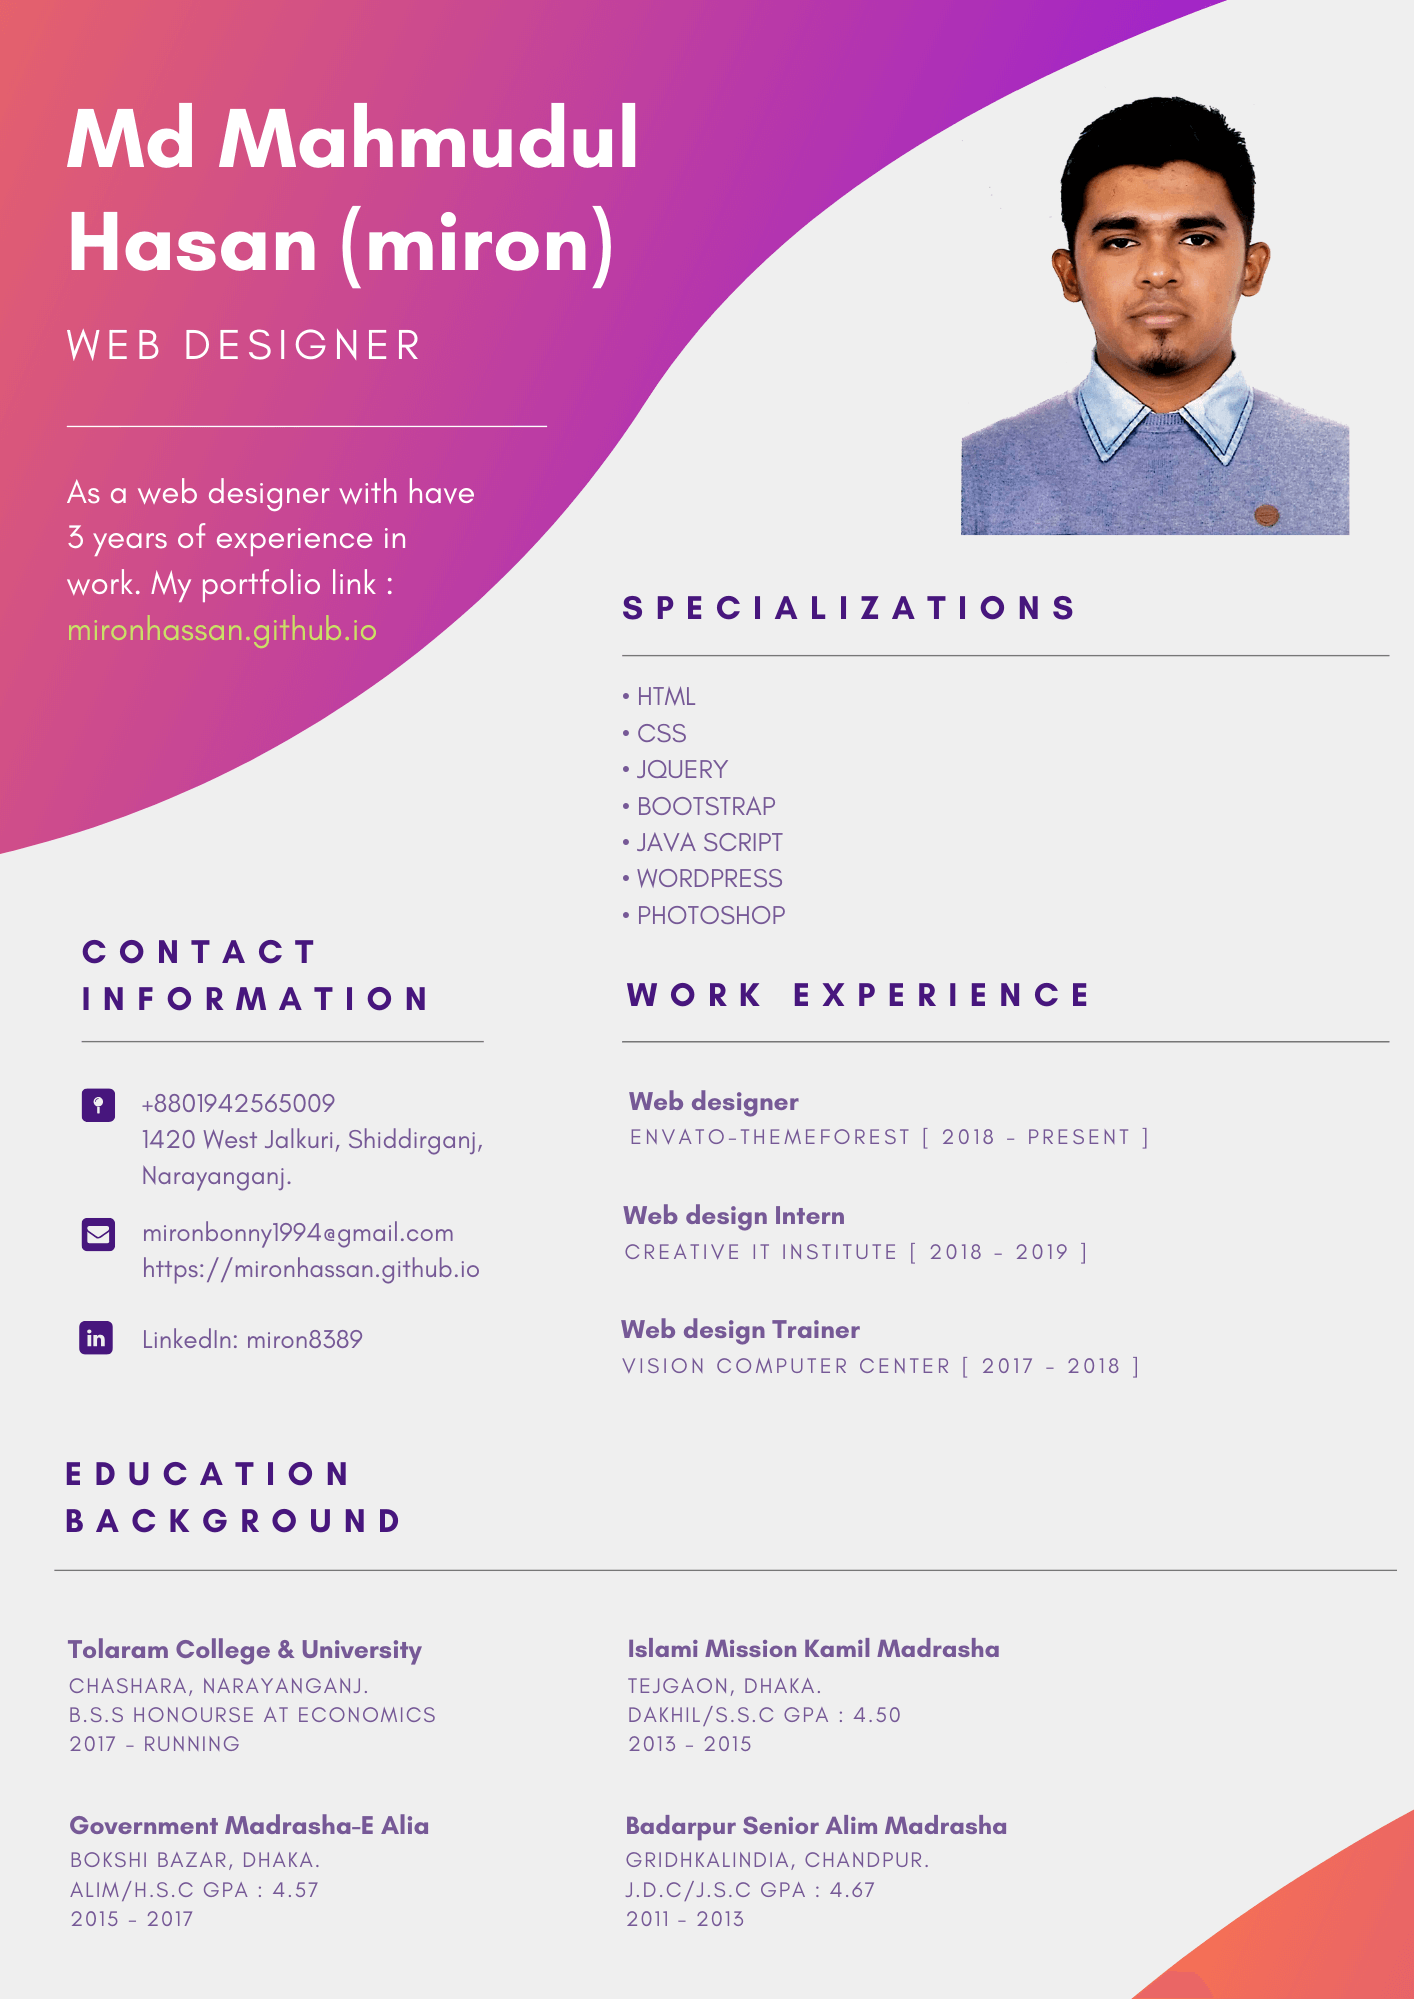 Md Mahmudul
Hasan (miron)
WEB DESIGNER
As a web designer with have
3 years of experience in
work. My portfolio link :
mironhassan.github.io
SPECIALIZATIONS
• HTML
• CSS
• JQUERY
• BOOTSTRAP
• JAVA SCRIPT
• WORDPRESS
• PHOTOSHOP
CONTACT
INFORMATION
+8801942565009
1420 West Jalkuri, Shiddirganj,
Narayanganj.
mironbonny1994@gmail.com
https://mironhassan.github.io
in
LinkedIn: miron8389
WORK EXPERIENCE
Web designer
ENVATO-THEMEFOREST [ 2018 - PRESENT ]
Web design Intern
CREATIVE IT INSTITUTE [ 2018 - 2019 ]
Web design Trainer
VISION COMPUTER CENTER [ 2017 - 2018 ]
EDUCATION
BACKGROUND
Tolaram College & University
CHASHARA, NARAYANGANJ.
B.S.S HONOURSE AT ECONOMICS
2017 - RUNNING
Islami Mission Kamil Madrasha
TEJGAON, DHAKA.
DAKHIL/S.S.C GPA : 4.50
2013 - 2015
Government Madrasha-E Alia
BOKSHI BAZAR, DHAKA.
ALIM/H.S.C GPA : 4.57
2015 - 2017
Badarpur Senior Alim Madrasha
GRIDHKALINDIA, CHANDPUR.
J.D.C/J.S.C GPA : 4.67
2011 - 2013